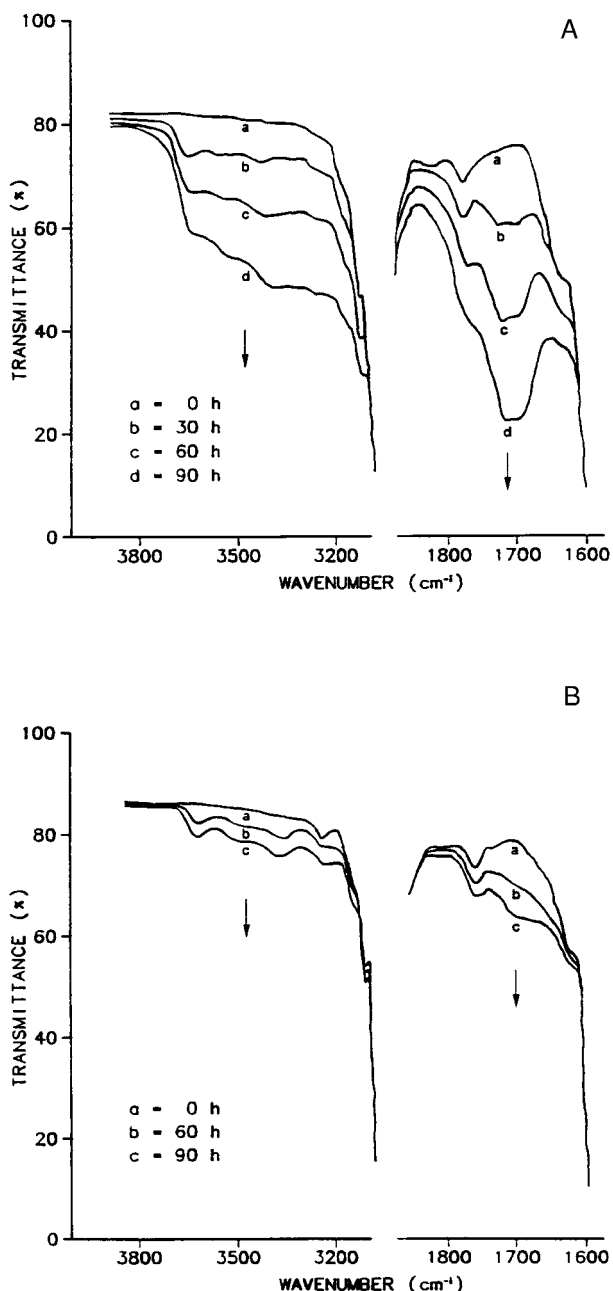 A
100
80
60
40
20
0
TRANSMITTANCE (%)
a
b
c
d
a = 0 h
b = 30 h
c = 60 h
d = 90 h
a
b
c
d
3800 3500 3200 1800 1700 1600
WAVENUMBER (cm⁻¹)
B
100
80
60
40
20
0
TRANSMITTANCE (%)
a
b
c
a = 0 h
b = 60 h
c = 90 h
a
b
c
3800 3500 3200 1800 1700 1600
WAVENUMBER (cm⁻¹)